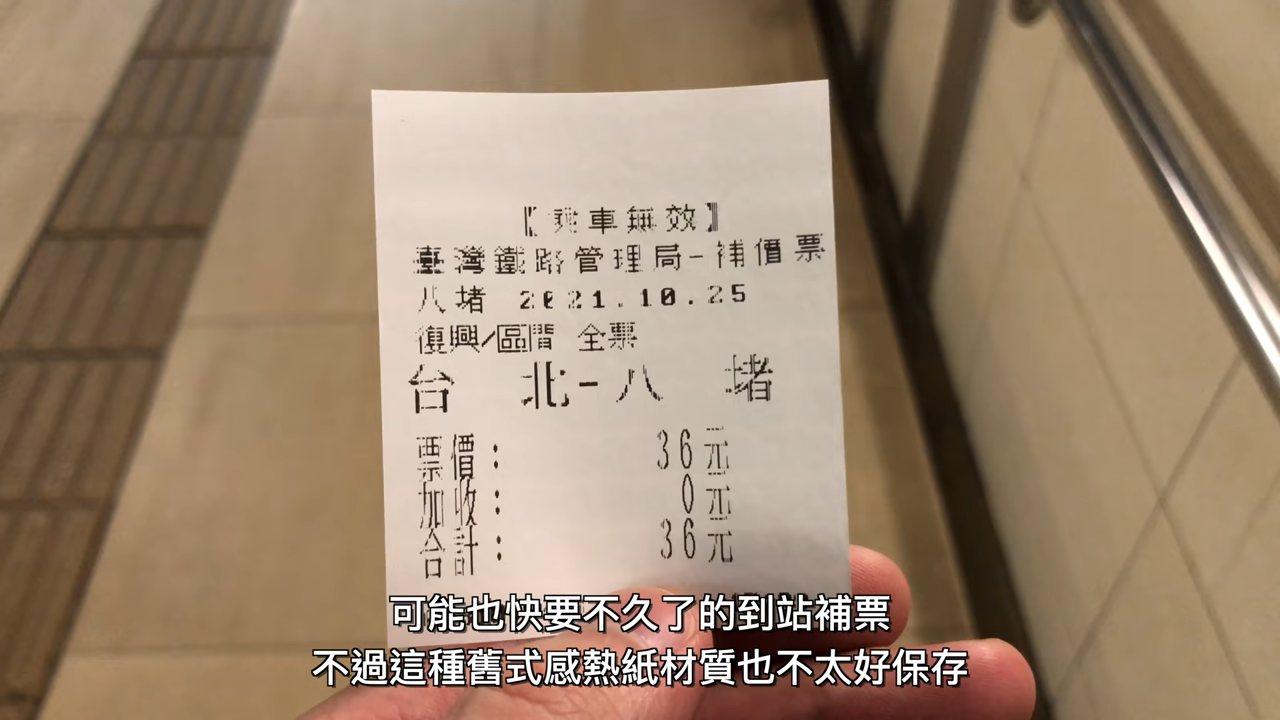 【乘車無效】
臺灣鐵路管理局-補價票
八堵 2021.10.25
復興/區間 全票
台 北-八 堵
票價: 36元
加收: 0元
合計: 36元
可能也快要不久了的到站補票
不過這種舊式感熱紙材質也不太好保存